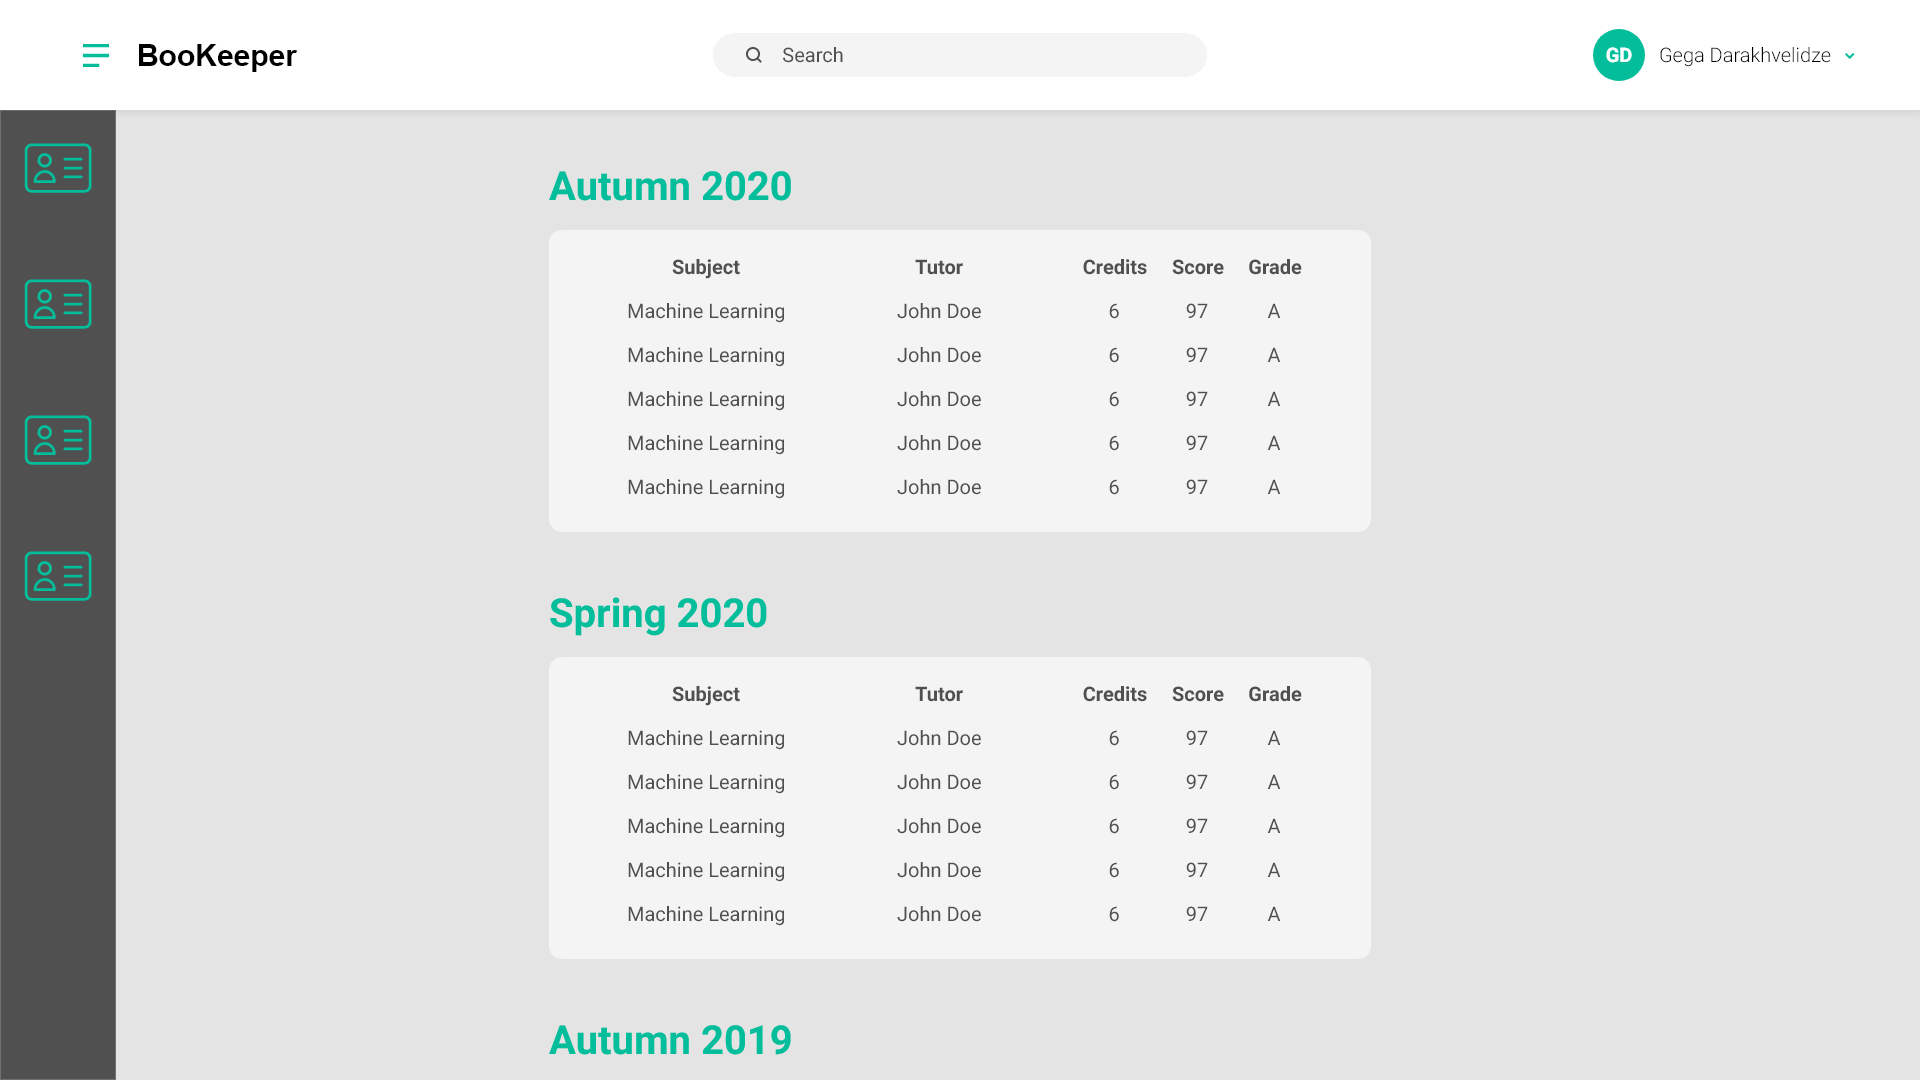 BooKeeper
Search
GD Gega Darakhvelidze
Autumn 2020
Subject Tutor Credits Score Grade
Machine Learning John Doe 6 97 A
Machine Learning John Doe 6 97 A
Machine Learning John Doe 6 97 A
Machine Learning John Doe 6 97 A
Machine Learning John Doe 6 97 A
Spring 2020
Subject Tutor Credits Score Grade
Machine Learning John Doe 6 97 A
Machine Learning John Doe 6 97 A
Machine Learning John Doe 6 97 A
Machine Learning John Doe 6 97 A
Machine Learning John Doe 6 97 A
Autumn 2019